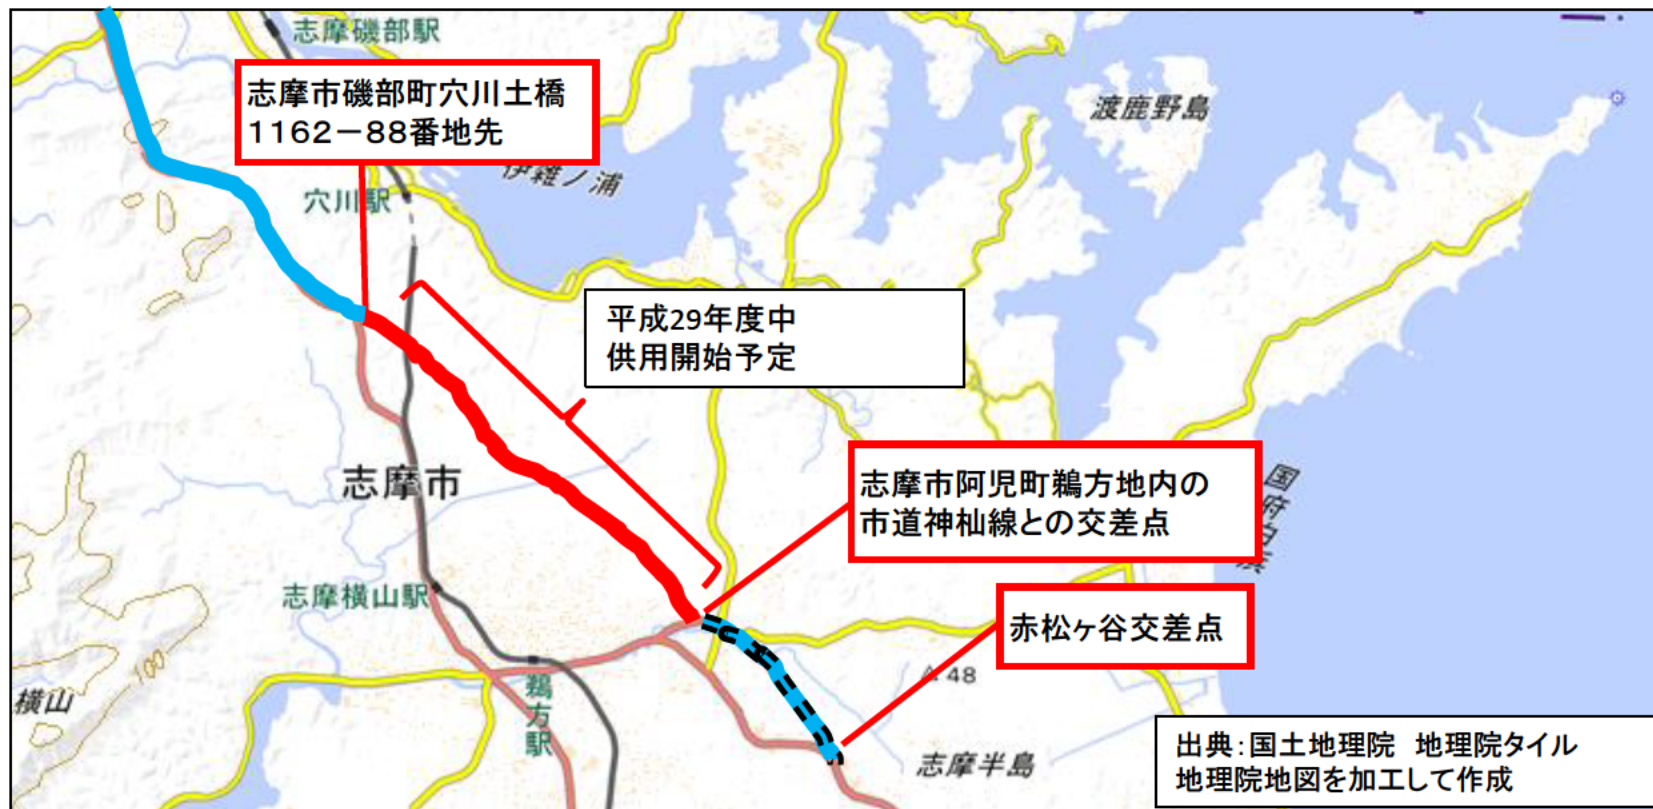 志摩磯部駅
志摩市磯部町穴川土橋
1162－88番地先
渡鹿野島
伊雑ノ浦
穴川駅
平成29年度中
供用開始予定
志摩市
志摩市阿児町鵜方地内の
市道神杣線との交差点
国府白浜
志摩横山駅
赤松ヶ谷交差点
48
横山
鵜方駅
志摩半島
出典：国土地理院　地理院タイル
地理院地図を加工して作成